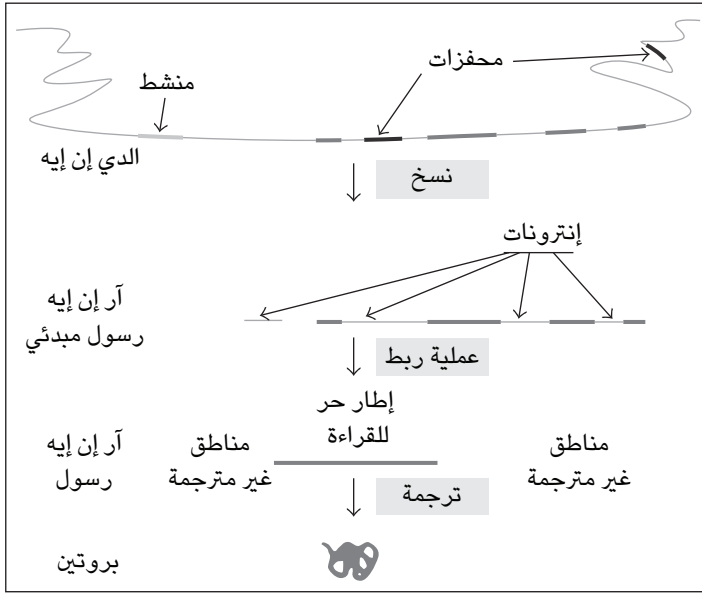 محفزات
منشط
الدي إن إيه
نسخ
إنترونات
آر إن إيه
رسول مبدئي
عملية ربط
إطار حر
للقراءة
آر إن إيه
رسول
مناطق
غير مترجمة
مناطق
غير مترجمة
ترجمة
بروتين